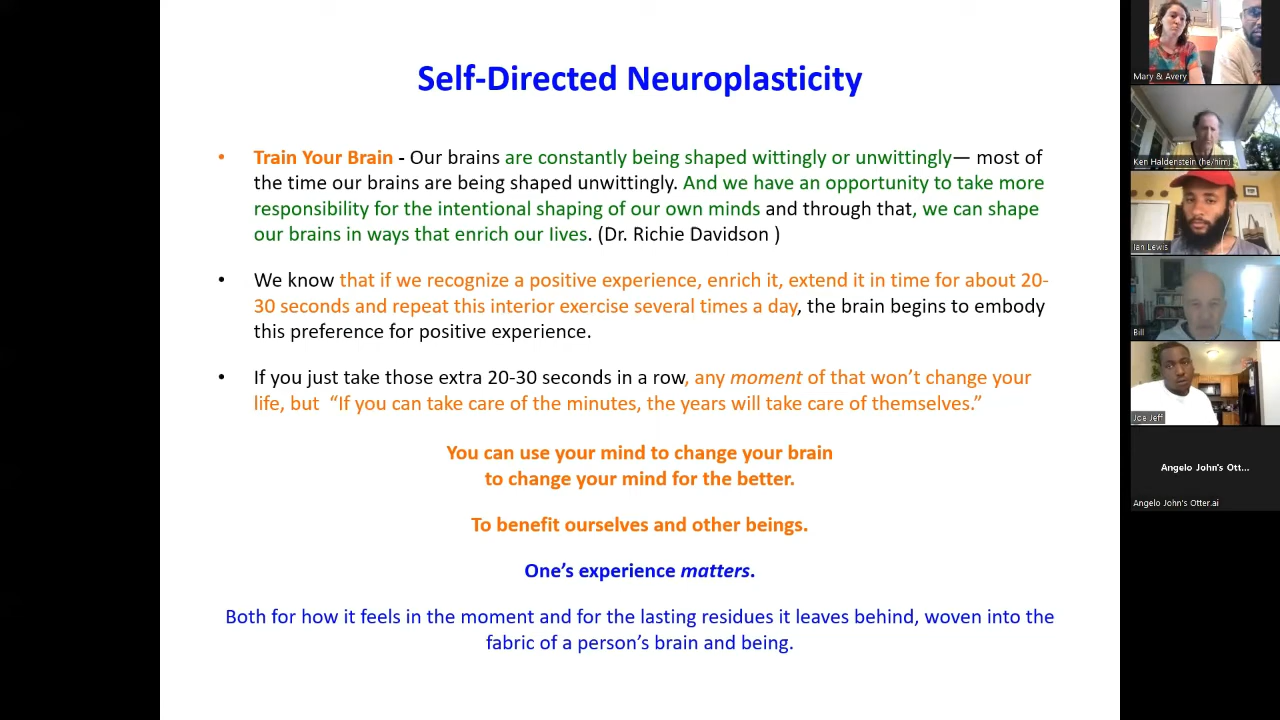 Self-Directed Neuroplasticity
• Train Your Brain - Our brains are constantly being shaped wittingly or unwittingly— most of
the time our brains are being shaped unwittingly. And we have an opportunity to take more
responsibility for the intentional shaping of our own minds and through that, we can shape
our brains in ways that enrich our lives. (Dr. Richie Davidson )
• We know that if we recognize a positive experience, enrich it, extend it in time for about 20-
30 seconds and repeat this interior exercise several times a day, the brain begins to embody
this preference for positive experience.
• If you just take those extra 20-30 seconds in a row, any moment of that won't change your
life, but “If you can take care of the minutes, the years will take care of themselves.”
You can use your mind to change your brain
to change your mind for the better.
To benefit ourselves and other beings.
One's experience matters.
Both for how it feels in the moment and for the lasting residues it leaves behind, woven into the
fabric of a person's brain and being.
Mary & Avery
Ken Haldenstein (he/him)
Ian Lewis
Bill
Joe Jeff
Angelo John's Ott...
Angelo John's Otter.ai